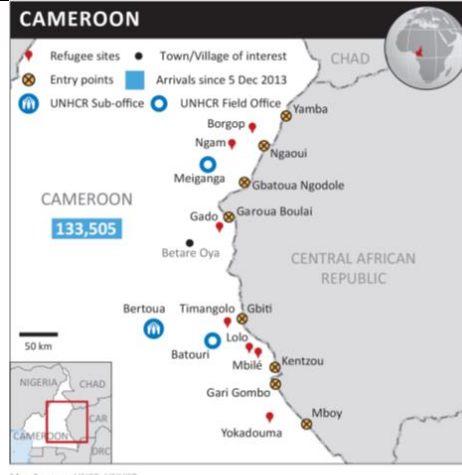 CAMEROON
Refugee sites
Town/Village of interest
CHAD
Entry points
Arrivals since 5 Dec 2013
UNHCR Sub-office
UNHCR Field Office
Yamba
Borgop
Ngam
Ngaoui
Meiganga
Gbatoua Ngodole
CAMEROON
133,505
Gado
Garoua Boulai
Betare Oya
CENTRAL AFRICAN
REPUBLIC
Bertoua
Timangolo
Gbiti
50 km
Lolo
Batouri
Mbilé
Kentzou
NIGERIA
CHAD
Gari Gombo
CAR
Mboy
CAMEROON
Yokadouma
DRC